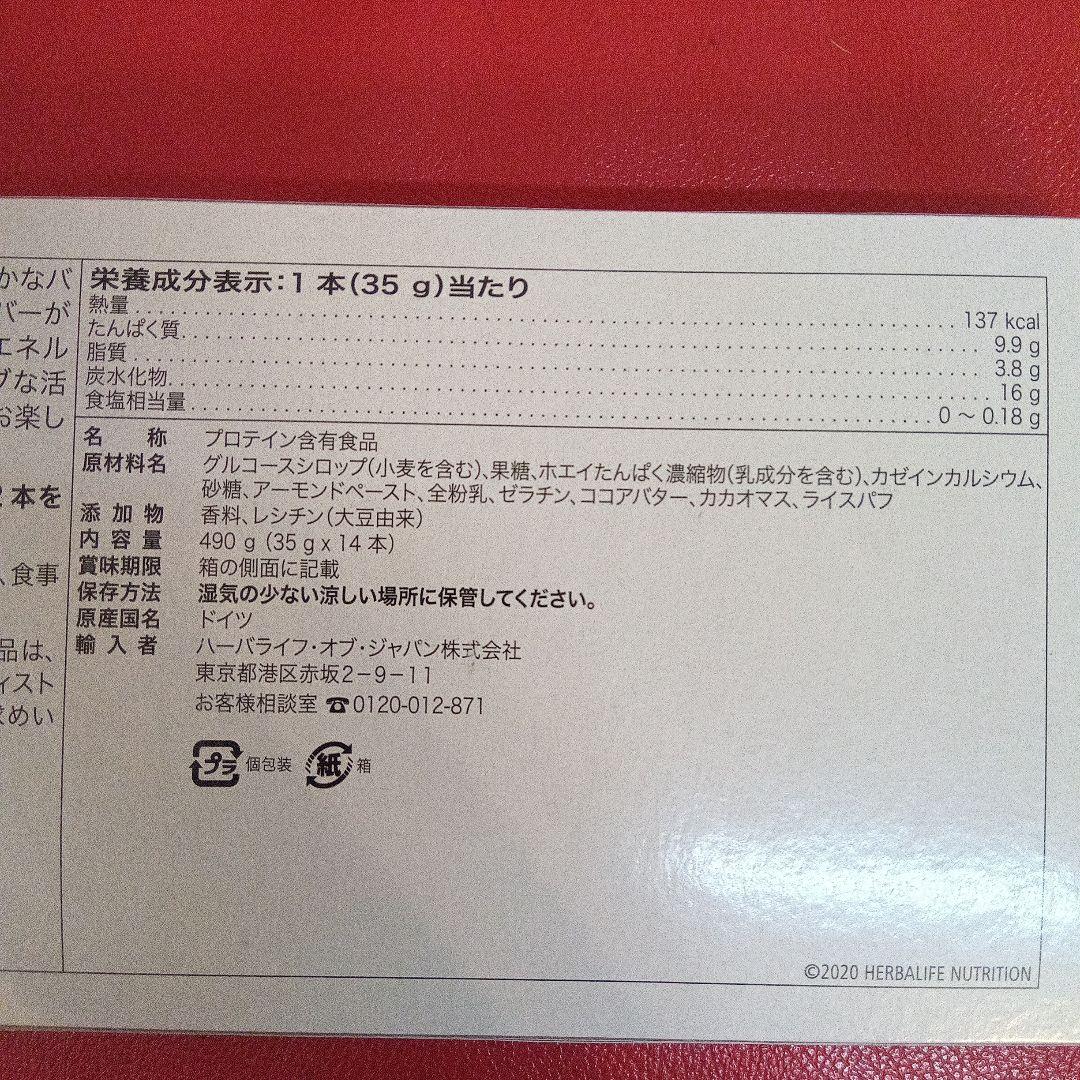 かなバ
バーが
エネル
ブな活
お楽し
2本を
、食事
品は、
ィスト
求めい
栄養成分表示:1本(35 g)当たり
熱量 137 kcal
たんぱく質 9.9 g
脂質 3.8 g
炭水化物 16 g
食塩相当量 0 ～ 0.18 g
名称 プロテイン含有食品
原材料名 グルコースシロップ(小麦を含む)、果糖、ホエイたんぱく濃縮物(乳成分を含む)、カゼインカルシウム、
砂糖、アーモンドペースト、全粉乳、ゼラチン、ココアバター、カカオマス、ライスパフ
添加物 香料、レシチン(大豆由来)
内容量 490 g (35 g x 14 本)
賞味期限 箱の側面に記載
保存方法 湿気の少ない涼しい場所に保管してください。
原産国名 ドイツ
輸入者 ハーバライフ・オブ・ジャパン株式会社
東京都港区赤坂2－9－11
お客様相談室 ☎0120-012-871
プラ 個包装 紙 箱
©2020 HERBALIFE NUTRITION